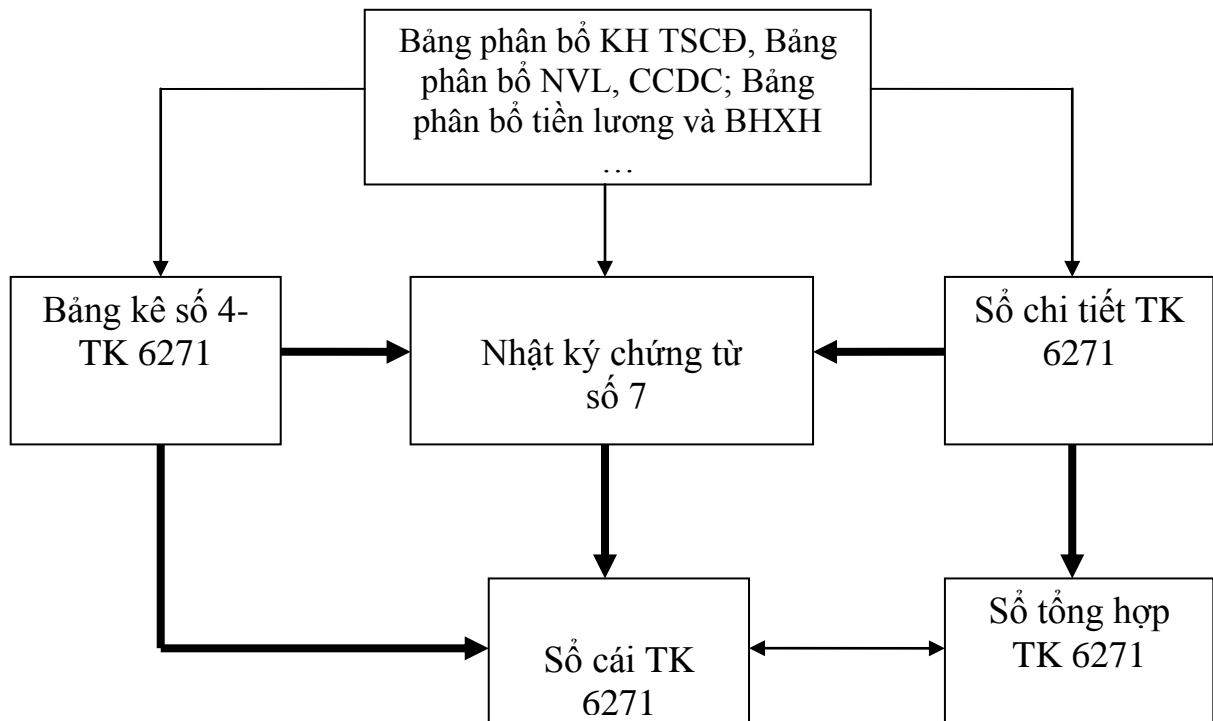 Bảng phân bổ KH TSCĐ, Bảng
phân bổ NVL, CCDC; Bảng
phân bổ tiền lương và BHXH
…
Bảng kê số 4-
TK 6271
Nhật ký chứng từ
số 7
Sổ chi tiết TK
6271
Sổ cái TK
6271
Sổ tổng hợp
TK 6271